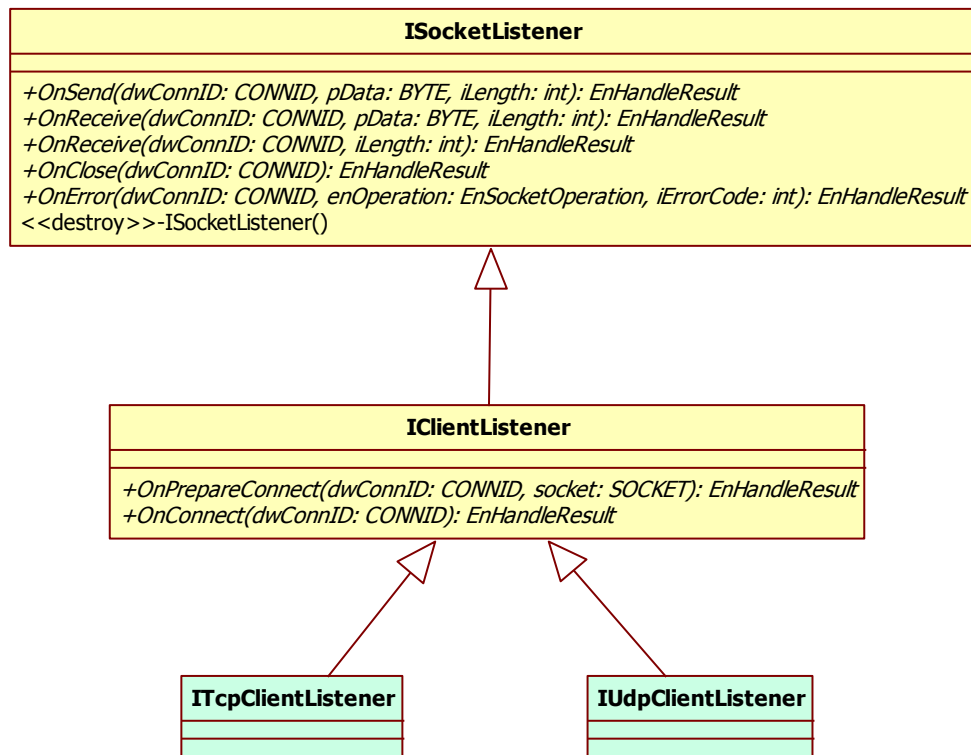 ISocketListener
+OnSend(dwConnID: CONNID, pData: BYTE, iLength: int): EnHandleResult
+OnReceive(dwConnID: CONNID, pData: BYTE, iLength: int): EnHandleResult
+OnReceive(dwConnID: CONNID, iLength: int): EnHandleResult
+OnClose(dwConnID: CONNID): EnHandleResult
+OnError(dwConnID: CONNID, enOperation: EnSocketOperation, iErrorCode: int): EnHandleResult
<<destroy>>-ISocketListener()
IClientListener
+OnPrepareConnect(dwConnID: CONNID, socket: SOCKET): EnHandleResult
+OnConnect(dwConnID: CONNID): EnHandleResult
ITcpClientListener
IUdpClientListener